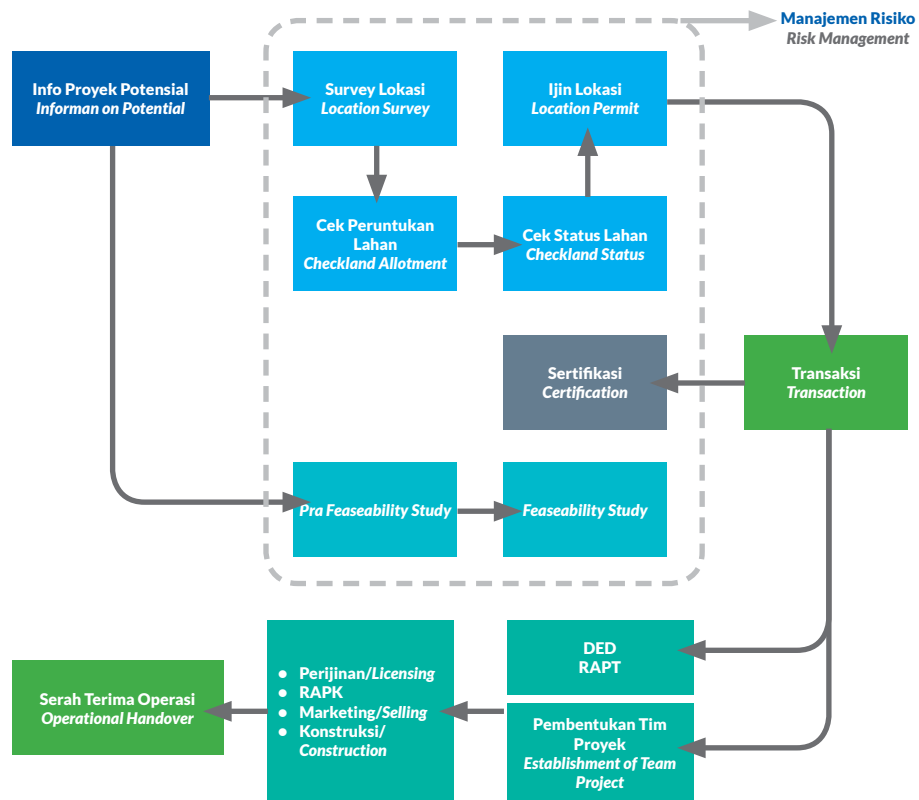 Manajemen Risiko
Risk Management
Info Proyek Potensial
Informan on Potential
Survey Lokasi
Location Survey
Ijin Lokasi
Location Permit
Cek Peruntukan
Lahan
Checkland Allotment
Cek Status Lahan
Checkland Status
Sertifikasi
Certification
Transaksi
Transaction
Pra Feaseability Study
Feaseability Study
DED
RAPT
Serah Terima Operasi
Operational Handover
● Perijinan/Licensing
● RAPK
● Marketing/Selling
● Konstruksi/
Construction
Pembentukan Tim
Proyek
Establishment of Team
Project